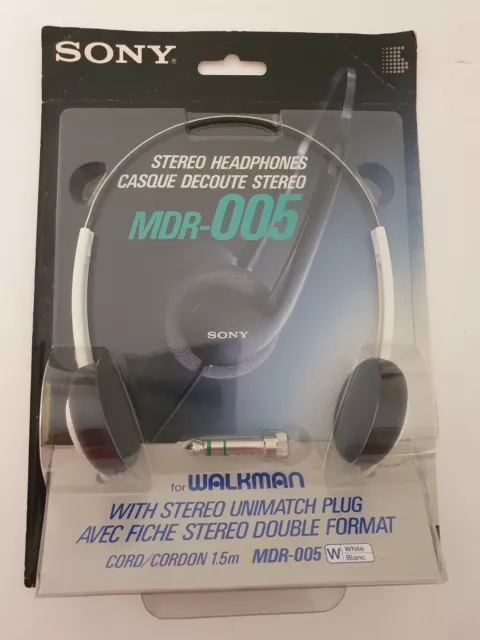 SONY®
STEREO HEADPHONES
CASQUE DECOUTE STEREO
MDR-005
SONY
for WALKMAN
WITH STEREO UNIMATCH PLUG
AVEC FICHE STEREO DOUBLE FORMAT
CORD/CORDON 1.5m MDR-005 W White
Blanc